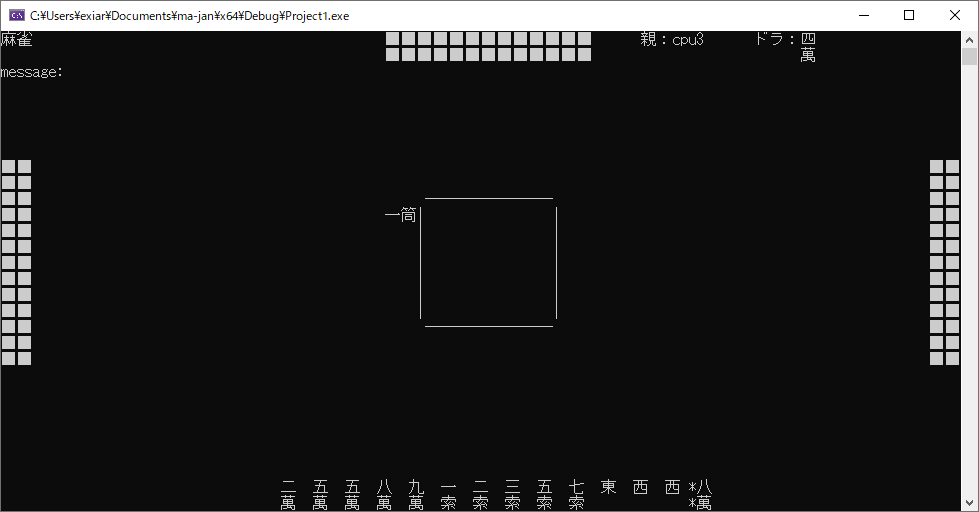 C:¥Users¥exiar¥Documents¥ma-jan¥x64¥Debug¥Project1.exe
麻雀 親：cpu3 ドラ：四
萬
message:
一筒
二 五 五 八 九 一 二 三 五 七 東 西 西 *八
萬 萬 萬 萬 萬 索 索 索 索 索 *萬